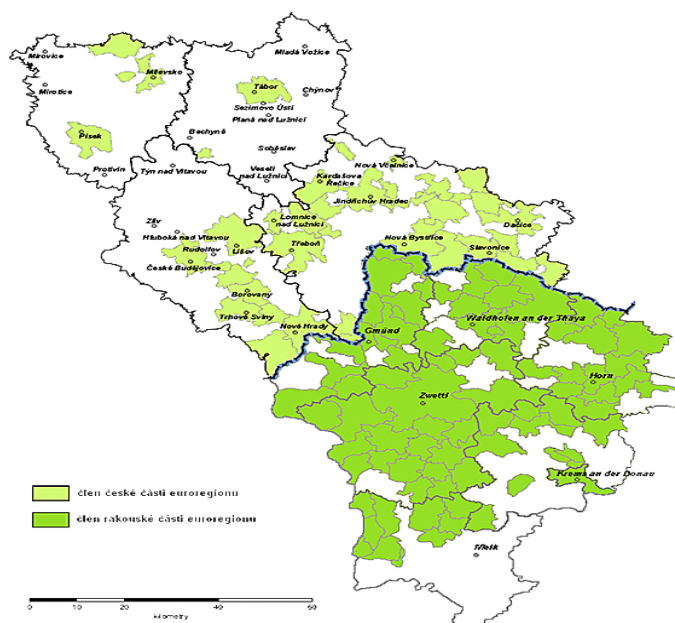 Mladá Vožice
Mirovice
Milevsko
Mirotice
Tábor
Chýnov
Sezimovo Ústí
Planá nad Lužnicí
Písek
Bechyně
Soběslav
Nová Včelnice
Protivín
Týn nad Vltavou
Veselí
nad Lužnicí
Kardašova
Řečice
Jindřichův Hradec
Zliv
Lomnice
nad Lužnicí
Dačice
Hluboká nad Vltavou
Rudolfov
Lišov
Třeboň
Nová Bystřice
Slavonice
České Budějovice
Borovany
Trhové Sviny
Nové Hrady
Gmünd
Waidhofen an der Thaya
Horn
Zwettl
Krems an der Donau
člen české části euroregionu
člen rakouské části euroregionu
Melk
0 10 20 40 60
kilometry